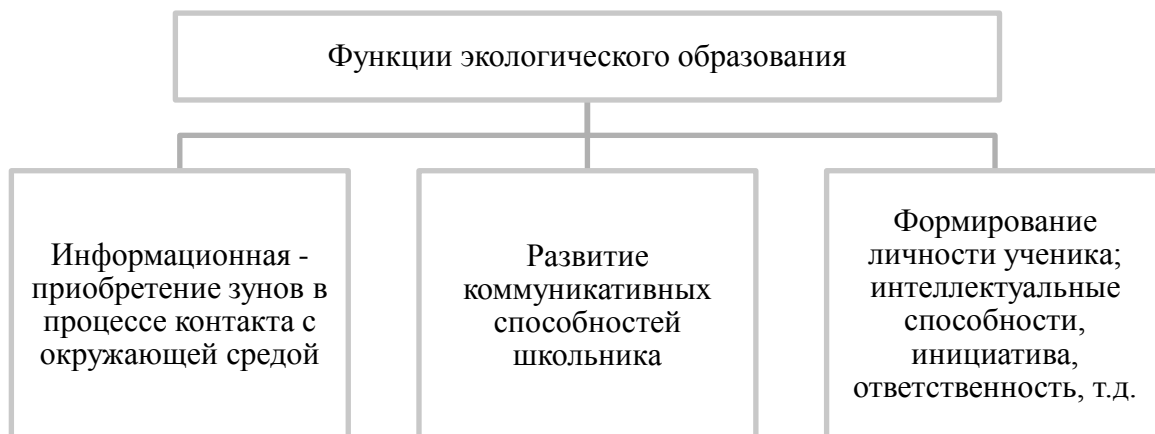 Функции экологического образования
Информационная -
приобретение зунов в
процессе контакта с
окружающей средой
Развитие
коммуникативных
способностей
школьника
Формирование
личности ученика;
интеллектуальные
способности,
инициатива,
ответственность, т.д.